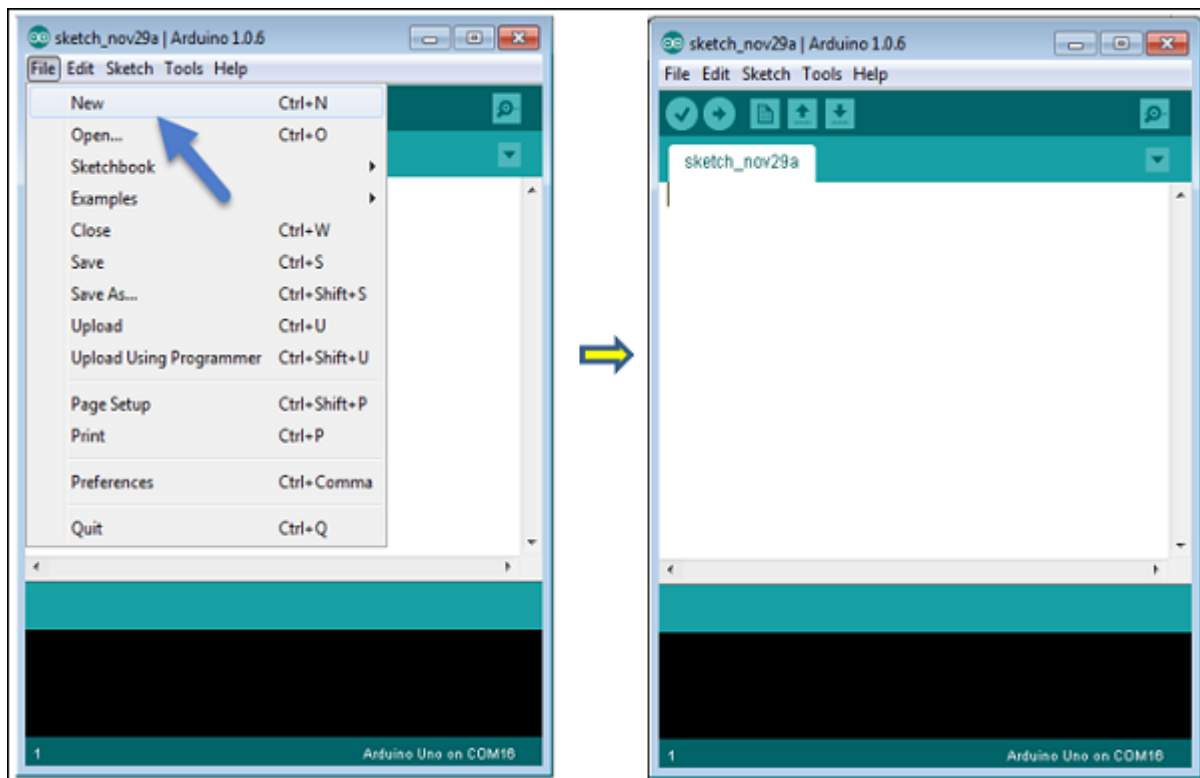 sketch_nov29a | Arduino 1.0.6
File Edit Sketch Tools Help
New Ctrl+N
Open... Ctrl+O
Sketchbook
Examples
Close Ctrl+W
Save Ctrl+S
Save As... Ctrl+Shift+S
Upload Ctrl+U
Upload Using Programmer Ctrl+Shift+U
Page Setup Ctrl+Shift+P
Print Ctrl+P
Preferences Ctrl+Comma
Quit Ctrl+Q
1 Arduino Uno on COM16
sketch_nov29a | Arduino 1.0.6
File Edit Sketch Tools Help
sketch_nov29a
1 Arduino Uno on COM16